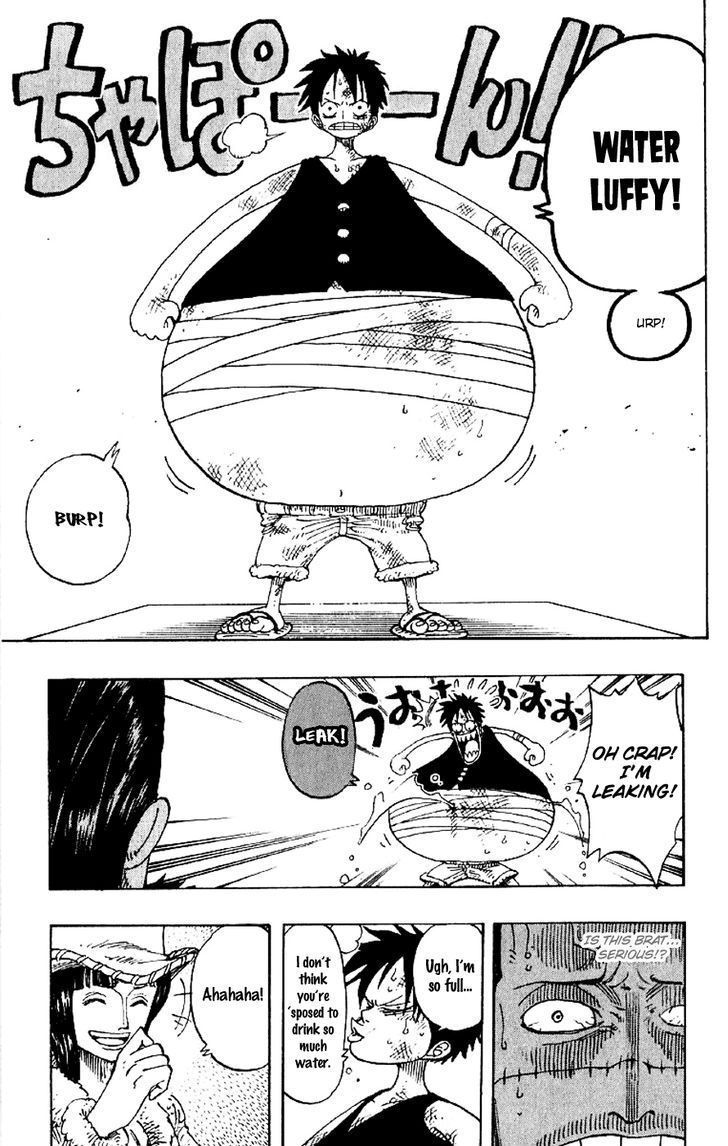 ちゃぽーーん!!
WATER
LUFFY!
URP!
BURP!
OH CRAP!
I'M
LEAKING!
うおおおお
LEAK!
IS THIS BRAT...
SERIOUS!?
Ugh, I'm
so full...
I don't
think
you're
'sposed to
drink so
much
water.
Ahahaha!